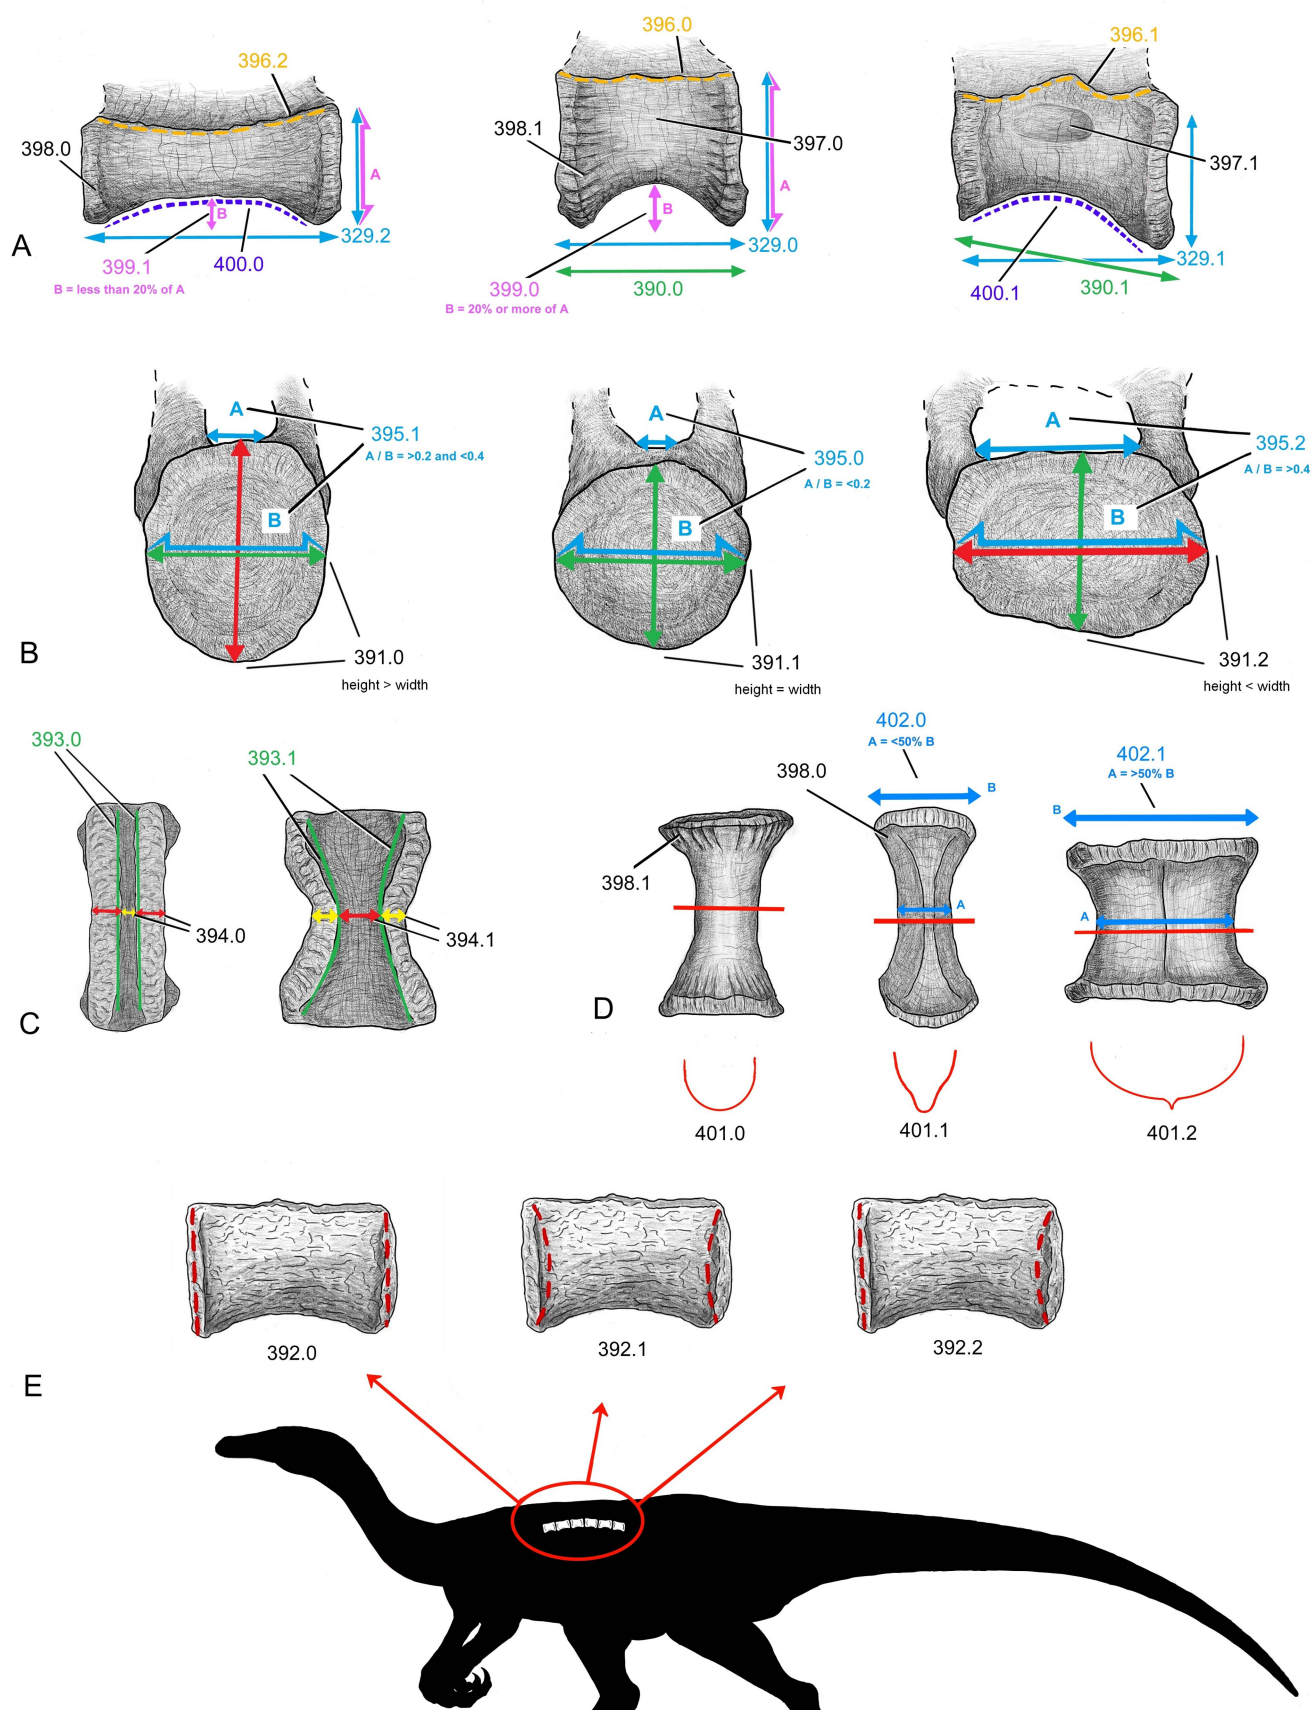 396.2
398.0
A
B
329.2
399.1
400.0
B = less than 20% of A
396.0
398.1
397.0
A
B
329.0
399.0
390.0
B = 20% or more of A
396.1
397.1
329.1
400.1
390.1
A
A
395.1
A / B = >0.2 and <0.4
B
391.0
height > width
A
395.0
A / B = <0.2
B
391.1
height = width
A
395.2
A / B = >0.4
B
391.2
height < width
B
393.0
393.1
394.0
394.1
C
402.0
A = <50% B
B
398.0
398.1
A
402.1
A = >50% B
B
A
D
401.0
401.1
401.2
392.0
392.1
392.2
E